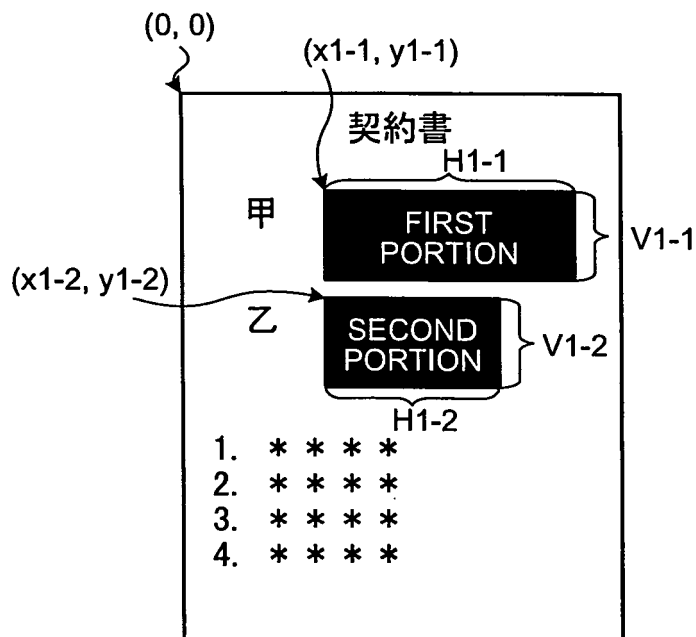 (0, 0)
(x1-1, y1-1)
契約書
H1-1
甲
FIRST
PORTION
V1-1
(x1-2, y1-2)
乙
SECOND
PORTION
V1-2
H1-2
1. * * * *
2. * * * *
3. * * * *
4. * * * *